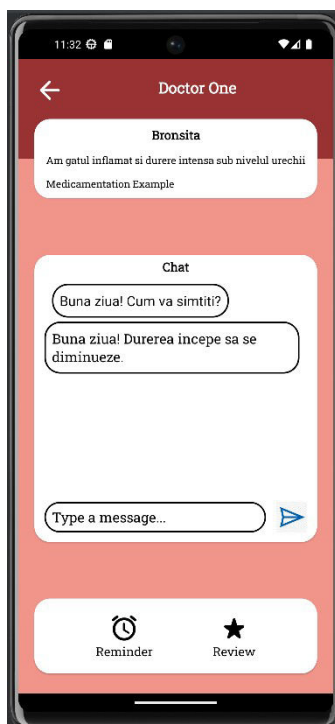 11:32
Doctor One
Bronsita
Am gatul inflamat si durere intensa sub nivelul urechii
Medicamentation Example
Chat
Buna ziua! Cum va simtiti?
Buna ziua! Durerea incepe sa se
diminueze.
Type a message...
Reminder
Review